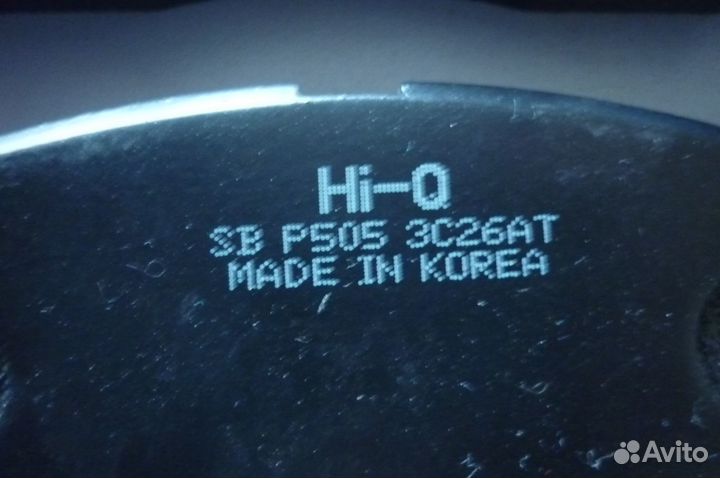 Hi-Q
SB P505 3C26AT
MADE IN KOREA
Avito